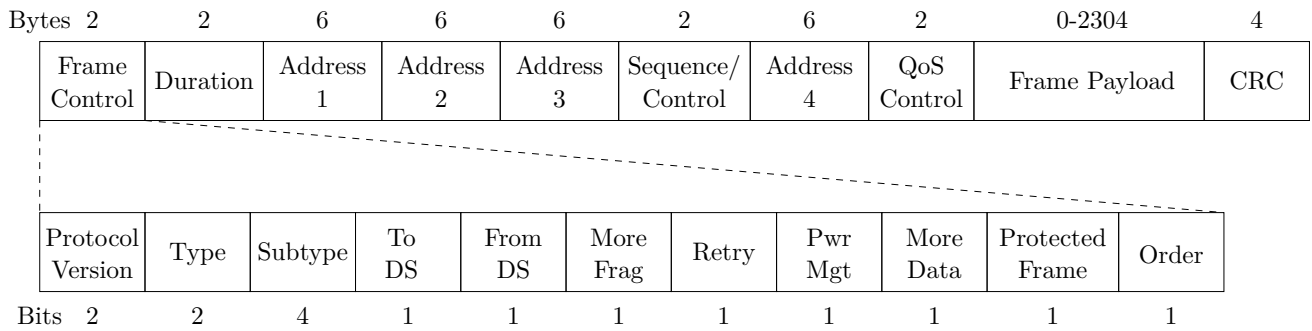 Bytes 2 2 6 6 6 2 6 2 0-2304 4
Frame Control Duration Address 1 Address 2 Address 3 Sequence/ Control Address 4 QoS Control Frame Payload CRC
Protocol Version Type Subtype To DS From DS More Frag Retry Pwr Mgt More Data Protected Frame Order
Bits 2 2 4 1 1 1 1 1 1 1 1